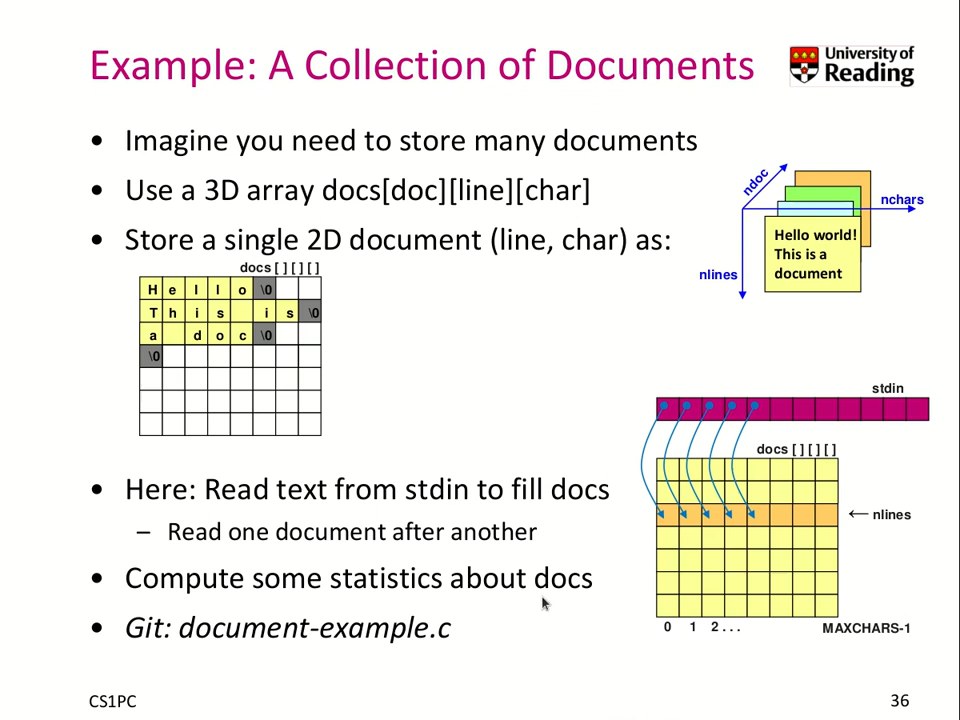 Example: A Collection of Documents
University of
Reading
• Imagine you need to store many documents
• Use a 3D array docs[doc][line][char]
• Store a single 2D document (line, char) as:
ndoc
nchars
nlines
Hello world!
This is a
document
docs [ ] [ ] [ ]
H e l l o \0
T h i s i s \0
a d o c \0
\0
stdin
docs [ ] [ ] [ ]
← nlines
0 1 2 . . . MAXCHARS-1
• Here: Read text from stdin to fill docs
– Read one document after another
• Compute some statistics about docs
• Git: document-example.c
CS1PC
36